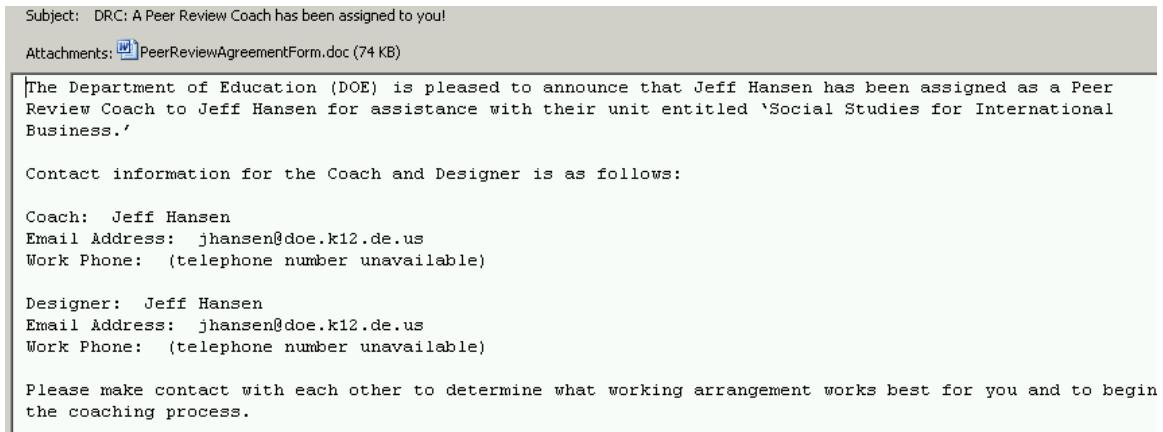 Subject: DRC: A Peer Review Coach has been assigned to you!
Attachments: PeerReviewAgreementForm.doc (74 KB)
The Department of Education (DOE) is pleased to announce that Jeff Hansen has been assigned as a Peer
Review Coach to Jeff Hansen for assistance with their unit entitled ‘Social Studies for International
Business.’
Contact information for the Coach and Designer is as follows:
Coach: Jeff Hansen
Email Address: jhansen@doe.k12.de.us
Work Phone: (telephone number unavailable)
Designer: Jeff Hansen
Email Address: jhansen@doe.k12.de.us
Work Phone: (telephone number unavailable)
Please make contact with each other to determine what working arrangement works best for you and to begin
the coaching process.